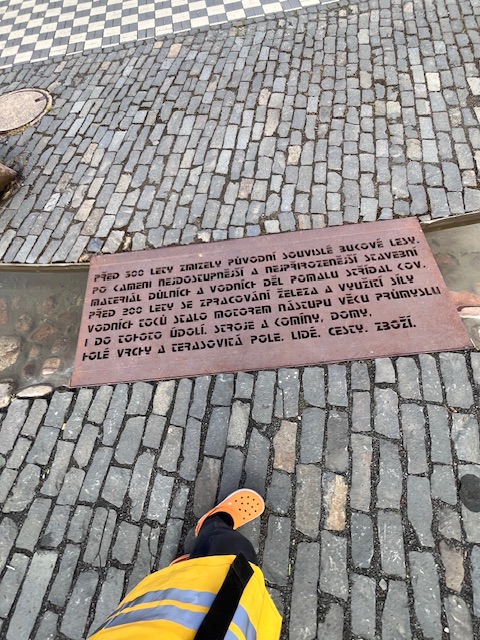 PŘED 300 LETY ZMIZELY PŮVODNÍ SOUVISLÉ BUKOVÉ LESY.
PO KAMENI NEJDOSTUPNĚJŠÍ A NEJPŘIROZENĚJŠÍ STAVEBNÍ
MATERIÁL DŮLNÍCH A VODNÍCH DĚL POMALU STŘÍDAL KOV.
PŘED 200 LETY SE ZPRACOVÁNÍ ŽELEZA A VYUŽITÍ SÍLY
VODNÍCH TOKŮ STALO MOTOREM NÁSTUPU VĚKU PRŮMYSLU
I DO TOHOTO ÚDOLÍ. STROJE A KOMÍNY, DOMY.
HOLÉ VRCHY A TERASOVITÁ POLE. LIDÉ. CESTY. ZBOŽÍ.